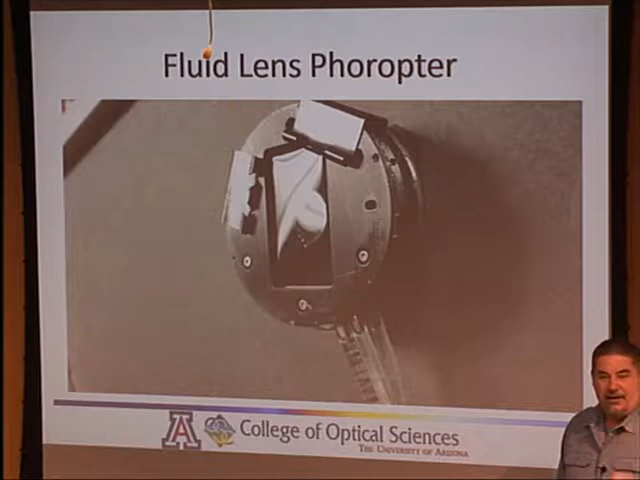 Fluid Lens Phoropter
A
College of Optical Sciences
THE UNIVERSITY OF ARIZONA